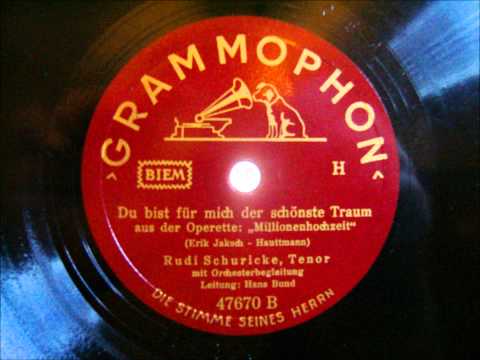 ›GRAMMOPHON‹
BIEM
H
Du bist für mich der schönste Traum
aus der Operette: „Millionenhochzeit"
(Erik Jaksch - Hauttmann)
Rudi Schuricke, Tenor
mit Orchesterbegleitung
Leitung: Hans Bund
47670 B
DIE STIMME SEINES HERRN